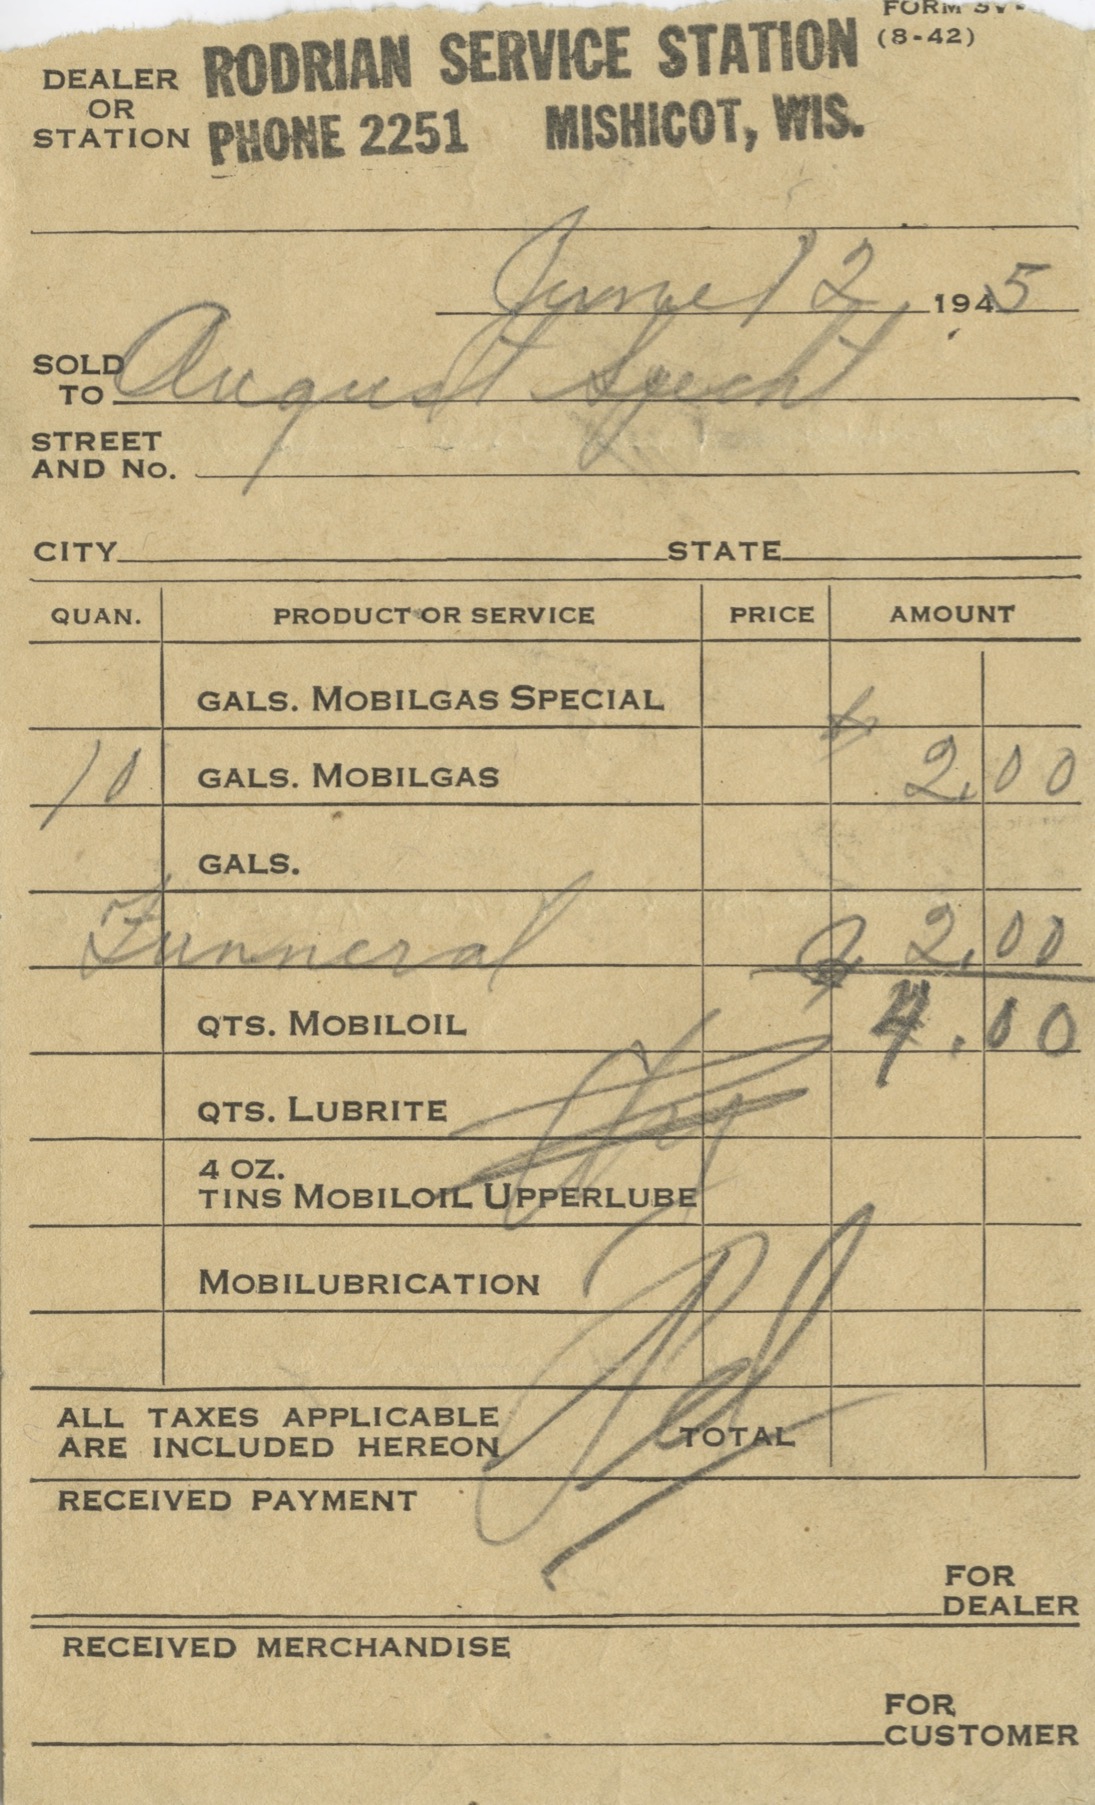 FORM SV-
(8-42)
DEALER
OR
STATION
RODRIAN SERVICE STATION
PHONE 2251 MISHICOT, WIS.
June 12, 1945
SOLD
TO August Specht
STREET
AND No.
CITY STATE
QUAN. PRODUCT OR SERVICE PRICE AMOUNT
GALS. MOBILGAS SPECIAL
10 GALS. MOBILGAS 2.00
GALS.
Funneral 2.00
QTS. MOBILOIL 4.00
QTS. LUBRITE
4 OZ.
TINS MOBILOIL UPPERLUBE
MOBILUBRICATION
Pd
ALL TAXES APPLICABLE
ARE INCLUDED HEREON TOTAL
RECEIVED PAYMENT
FOR
DEALER
RECEIVED MERCHANDISE
FOR
CUSTOMER